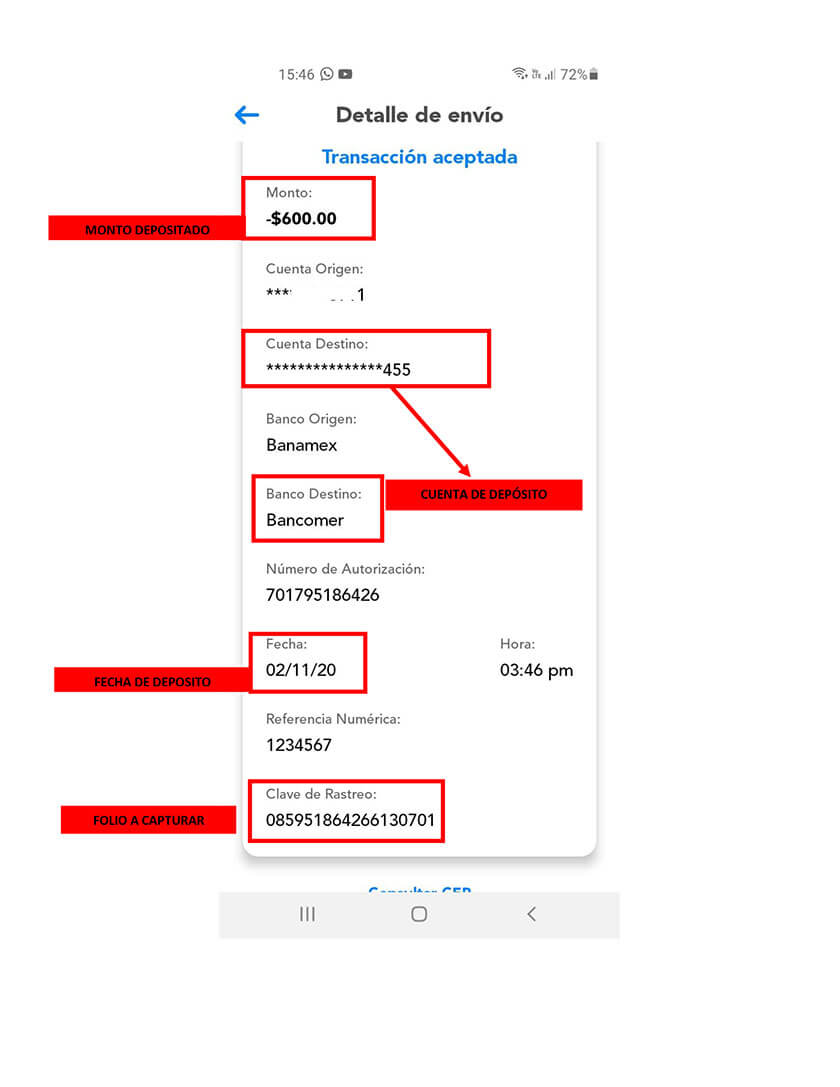 15:46 72%
Detalle de envío
Transacción aceptada
Monto:
-$600.00
MONTO DEPOSITADO
Cuenta Origen:
*** 1
Cuenta Destino:
***************455
Banco Origen:
Banamex
Banco Destino:
CUENTA DE DEPÓSITO
Bancomer
Número de Autorización:
701795186426
Fecha: Hora:
02/11/20 03:46 pm
FECHA DE DEPOSITO
Referencia Numérica:
1234567
Clave de Rastreo:
FOLIO A CAPTURAR
085951864266130701
Consultar CEP